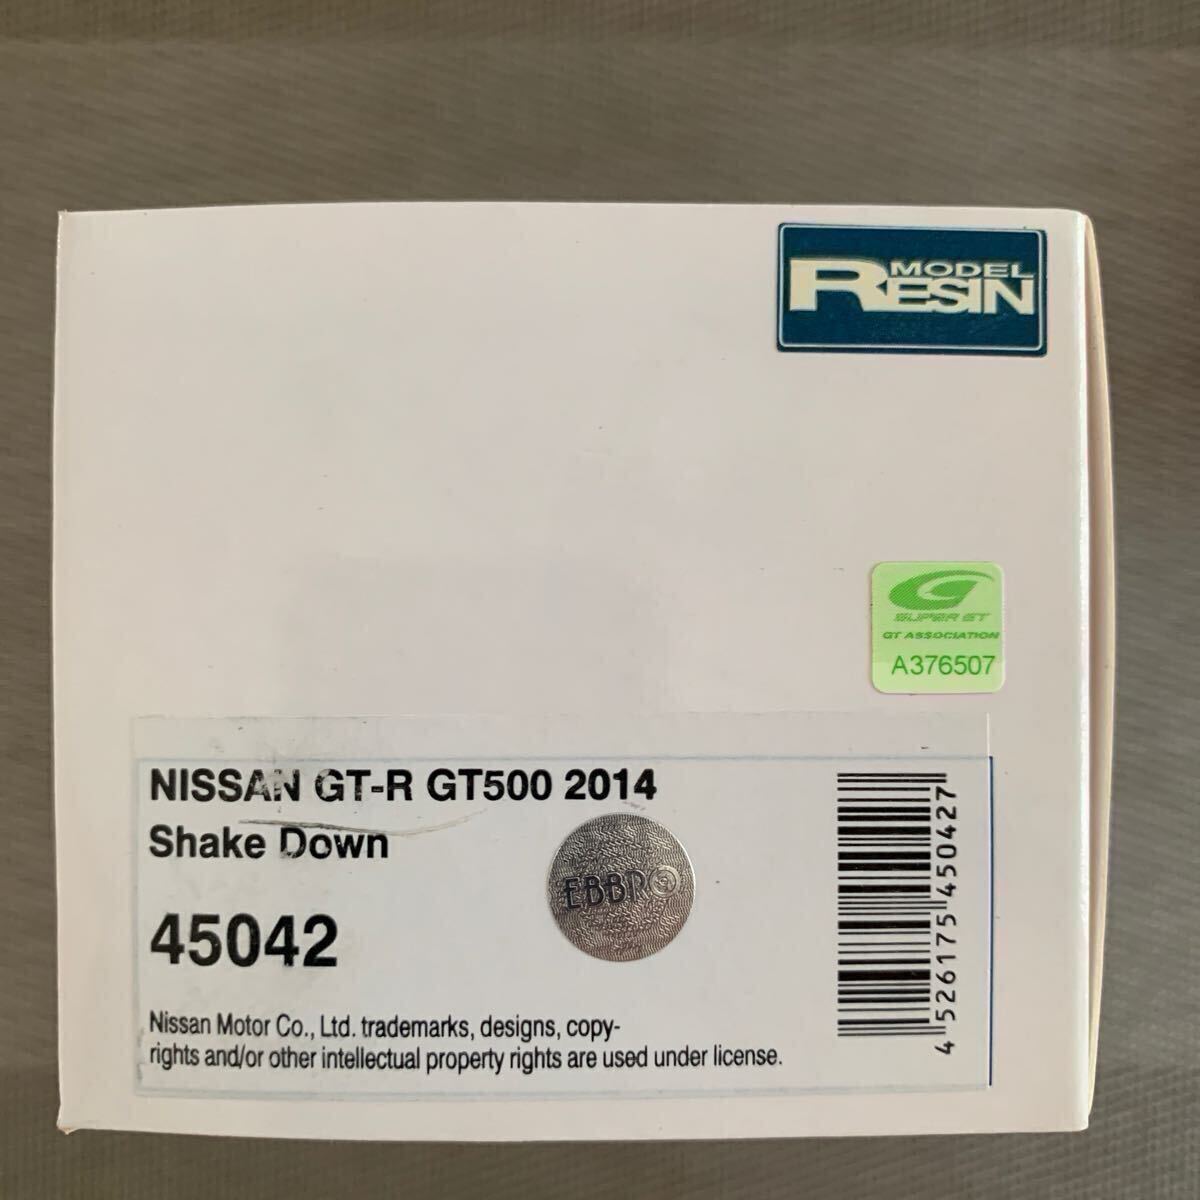 MODEL
RESIN
SUPER GT
GT ASSOCIATION
A376507
NISSAN GT-R GT500 2014
Shake Down
45042
EBBRO
Nissan Motor Co., Ltd. trademarks, designs, copy-
rights and/or other intellectual property rights are used under license.
4 526175 450427